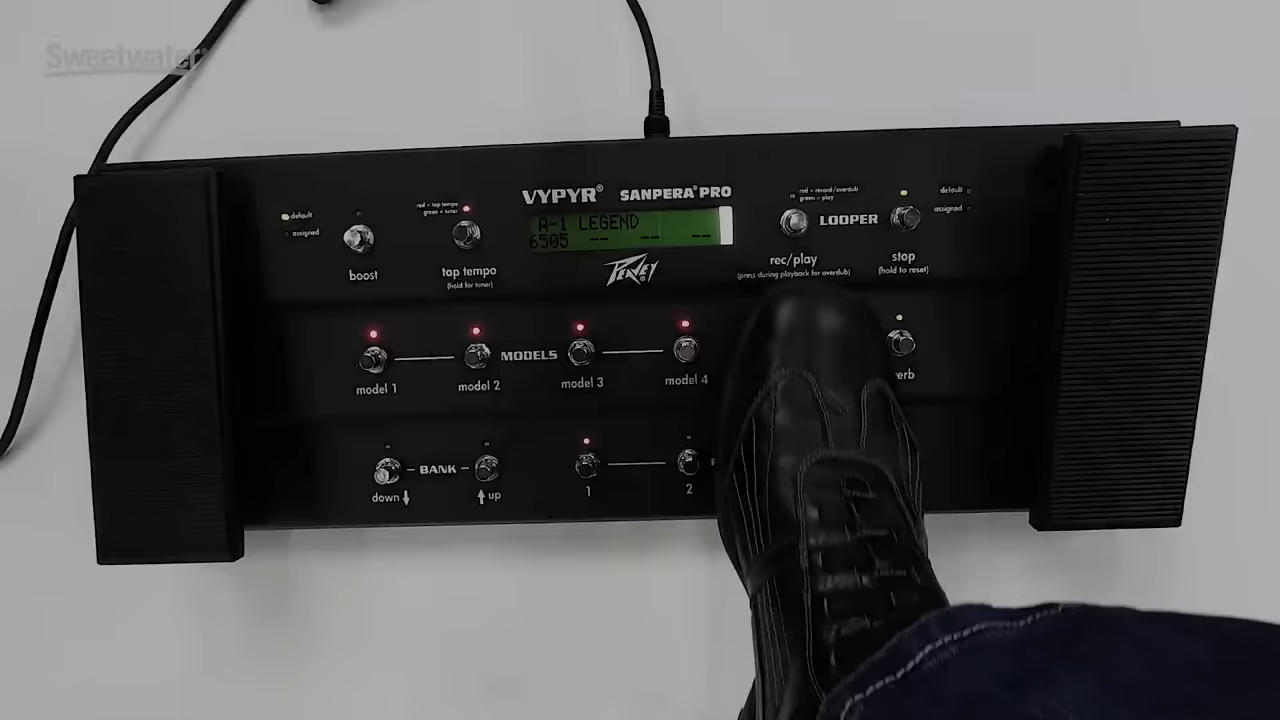 Sweetwater®
VYPYR® SANPERA® PRO
default
assigned
boost
red = tap tempo
green = tuner
tap tempo
(hold for tuner)
A-1 LEGEND
6505 -- -- --
PEAVEY®
red = record/overdub
green = play
LOOPER
rec/play
(press during playback for overdub)
stop
(hold to reset)
default
assigned
MODELS
model 1
model 2
model 3
model 4
erb
BANK
down
up
1
2